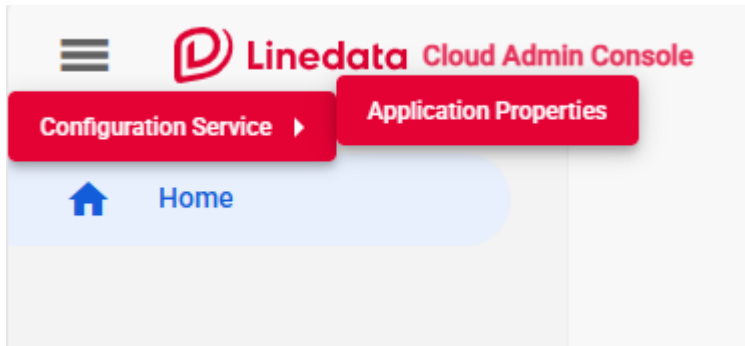 Linedata Cloud Admin Console
Configuration Service
Application Properties
Home